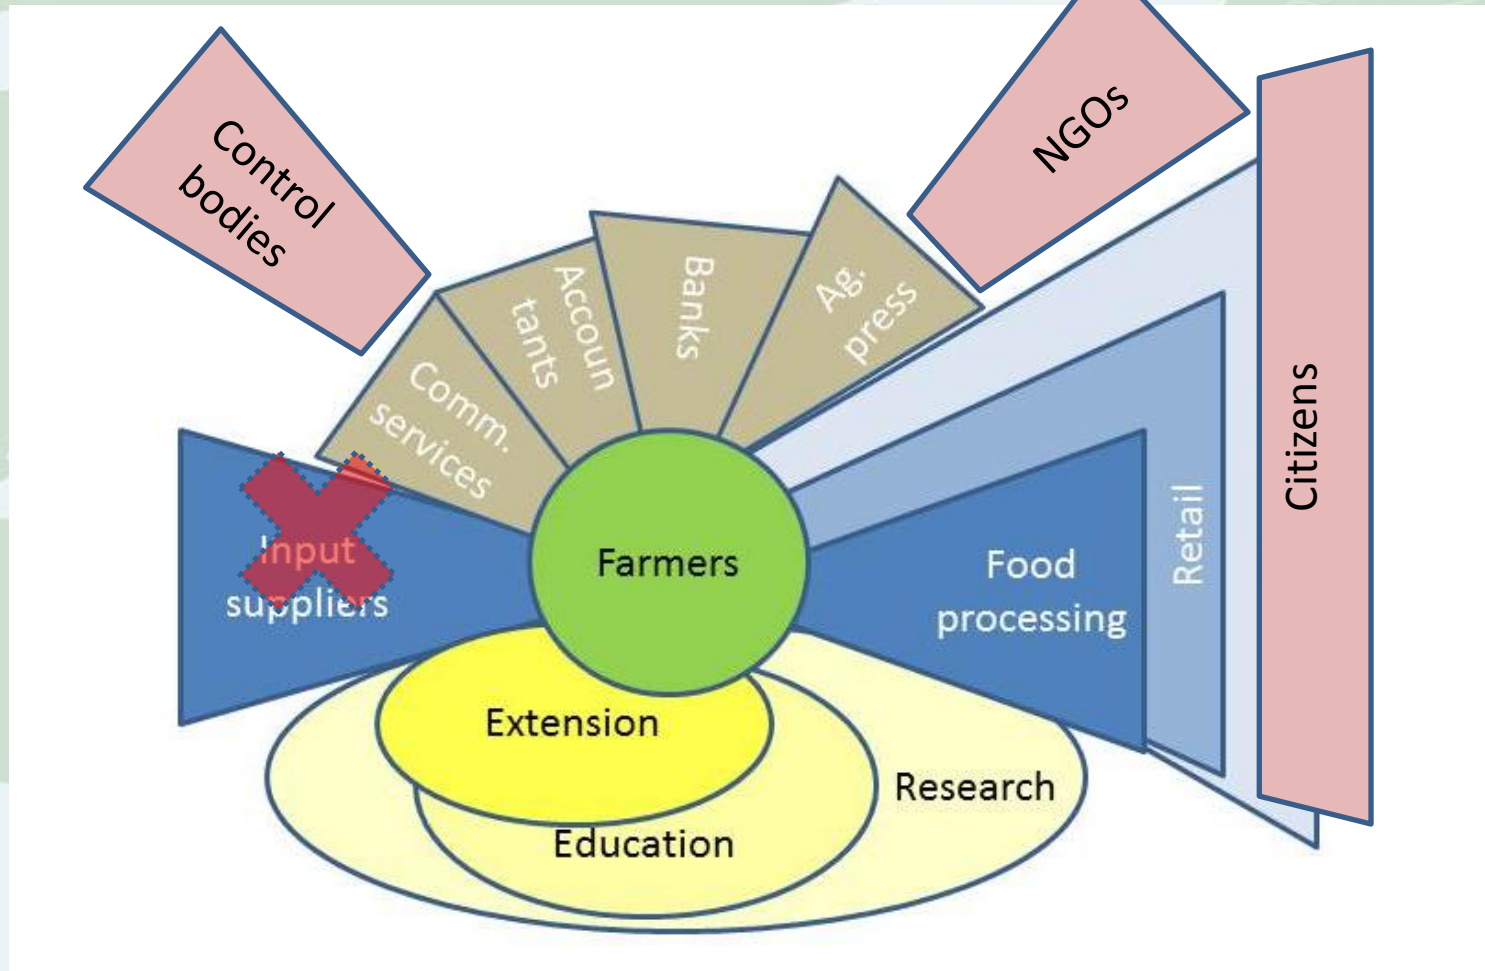 Control
bodies
NGOs
Accoun
tants
Banks
Ag.
press
Comm.
services
Citizens
Input
suppliers
Farmers
Food
processing
Retail
Extension
Research
Education